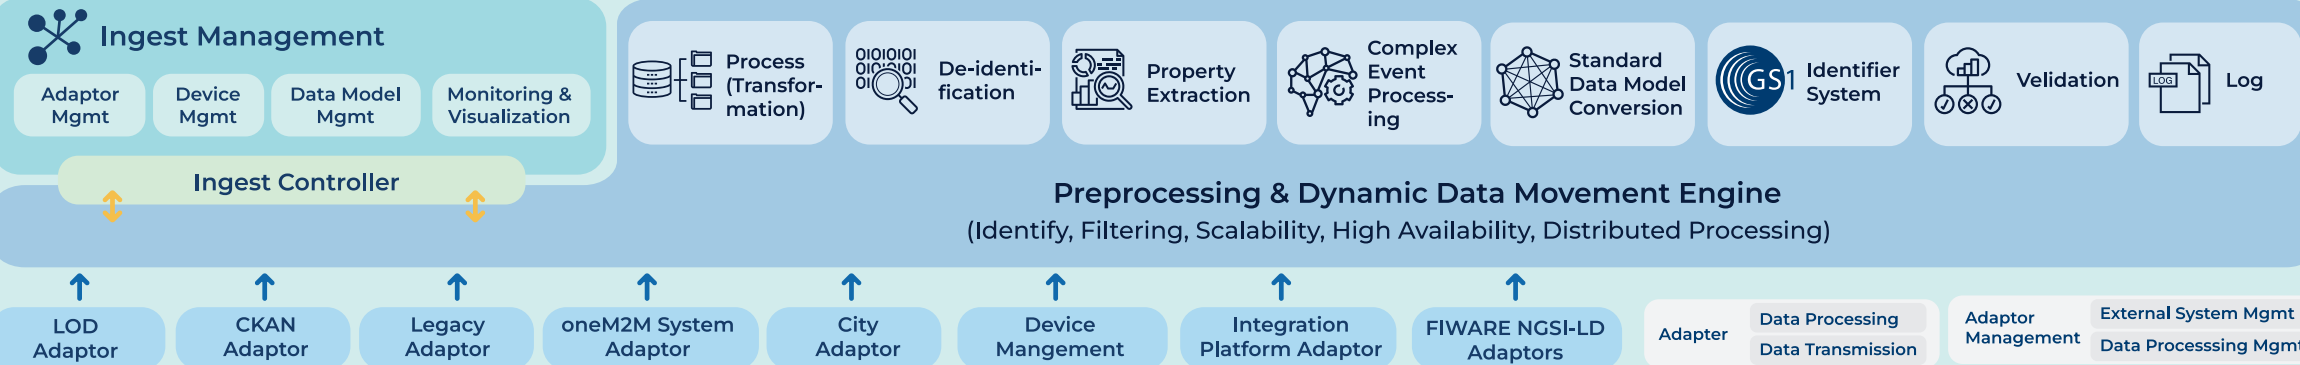 Ingest Management
Adaptor
Mgmt
Device
Mgmt
Data Model
Mgmt
Monitoring &
Visualization
Ingest Controller
Process
(Transfor-
mation)
OIOIOIOI
De-identi-
fication
Property
Extraction
Complex
Event
Process-
ing
Standard
Data Model
Conversion
GS1
Identifier
System
Velidation
LOG
Log
Preprocessing & Dynamic Data Movement Engine
(Identify, Filtering, Scalability, High Availability, Distributed Processing)
LOD
Adaptor
CKAN
Adaptor
Legacy
Adaptor
oneM2M System
Adaptor
City
Adaptor
Device
Mangement
Integration
Platform Adaptor
FIWARE NGSI-LD
Adaptors
Adapter
Data Processing
Data Transmission
Adaptor
Management
External System Mgmt
Data Processsing Mgmt